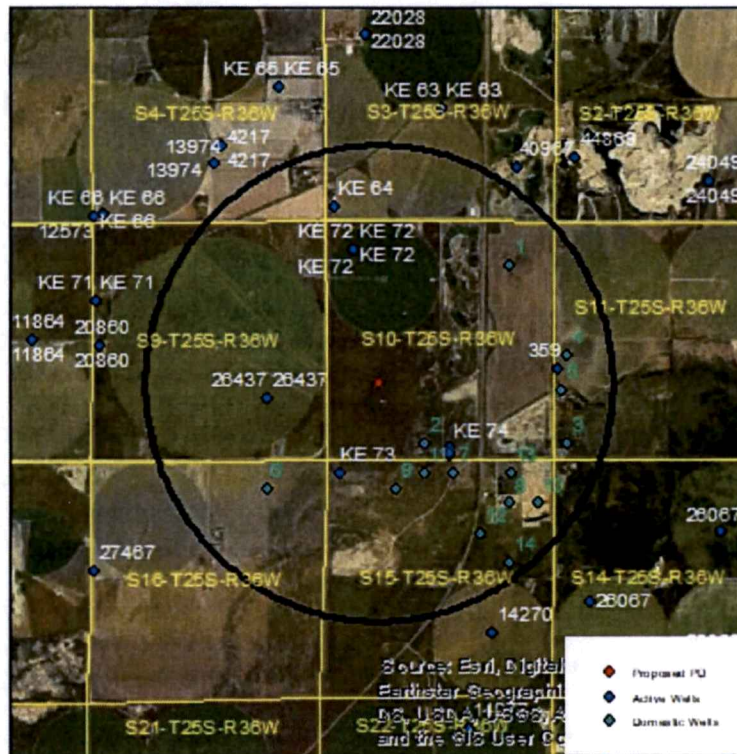 22028
22028
KE 65 KE 65
KE 63 KE 63
S4-T25S-R36W
S3-T25S-R36W
S2-T25S-R36W
4217
13974
4217
13974
40967
44868
24049
24049
KE 64
KE 66 KE 66
KE 66
12573
KE 72 KE 72
KE 72
KE 72
1
KE 71 KE 71
S11-T25S-R36W
11864
11864
20860
20860
S9-T25S-R36W
S10-T25S-R36W
359
4
5
26437 26437
2
KE 74
3
KE 73
11
7
13
6
9
8
10
12
26067
27467
14
S16-T25S-R36W
S15-T25S-R36W
S14-T25S-R36W
26067
14270
Source: Esri, Digital
Earthstar Geographi
and the GIS User Co
S21-T25S-R36W
Proposed PD
Active Wells
Domestic Wells